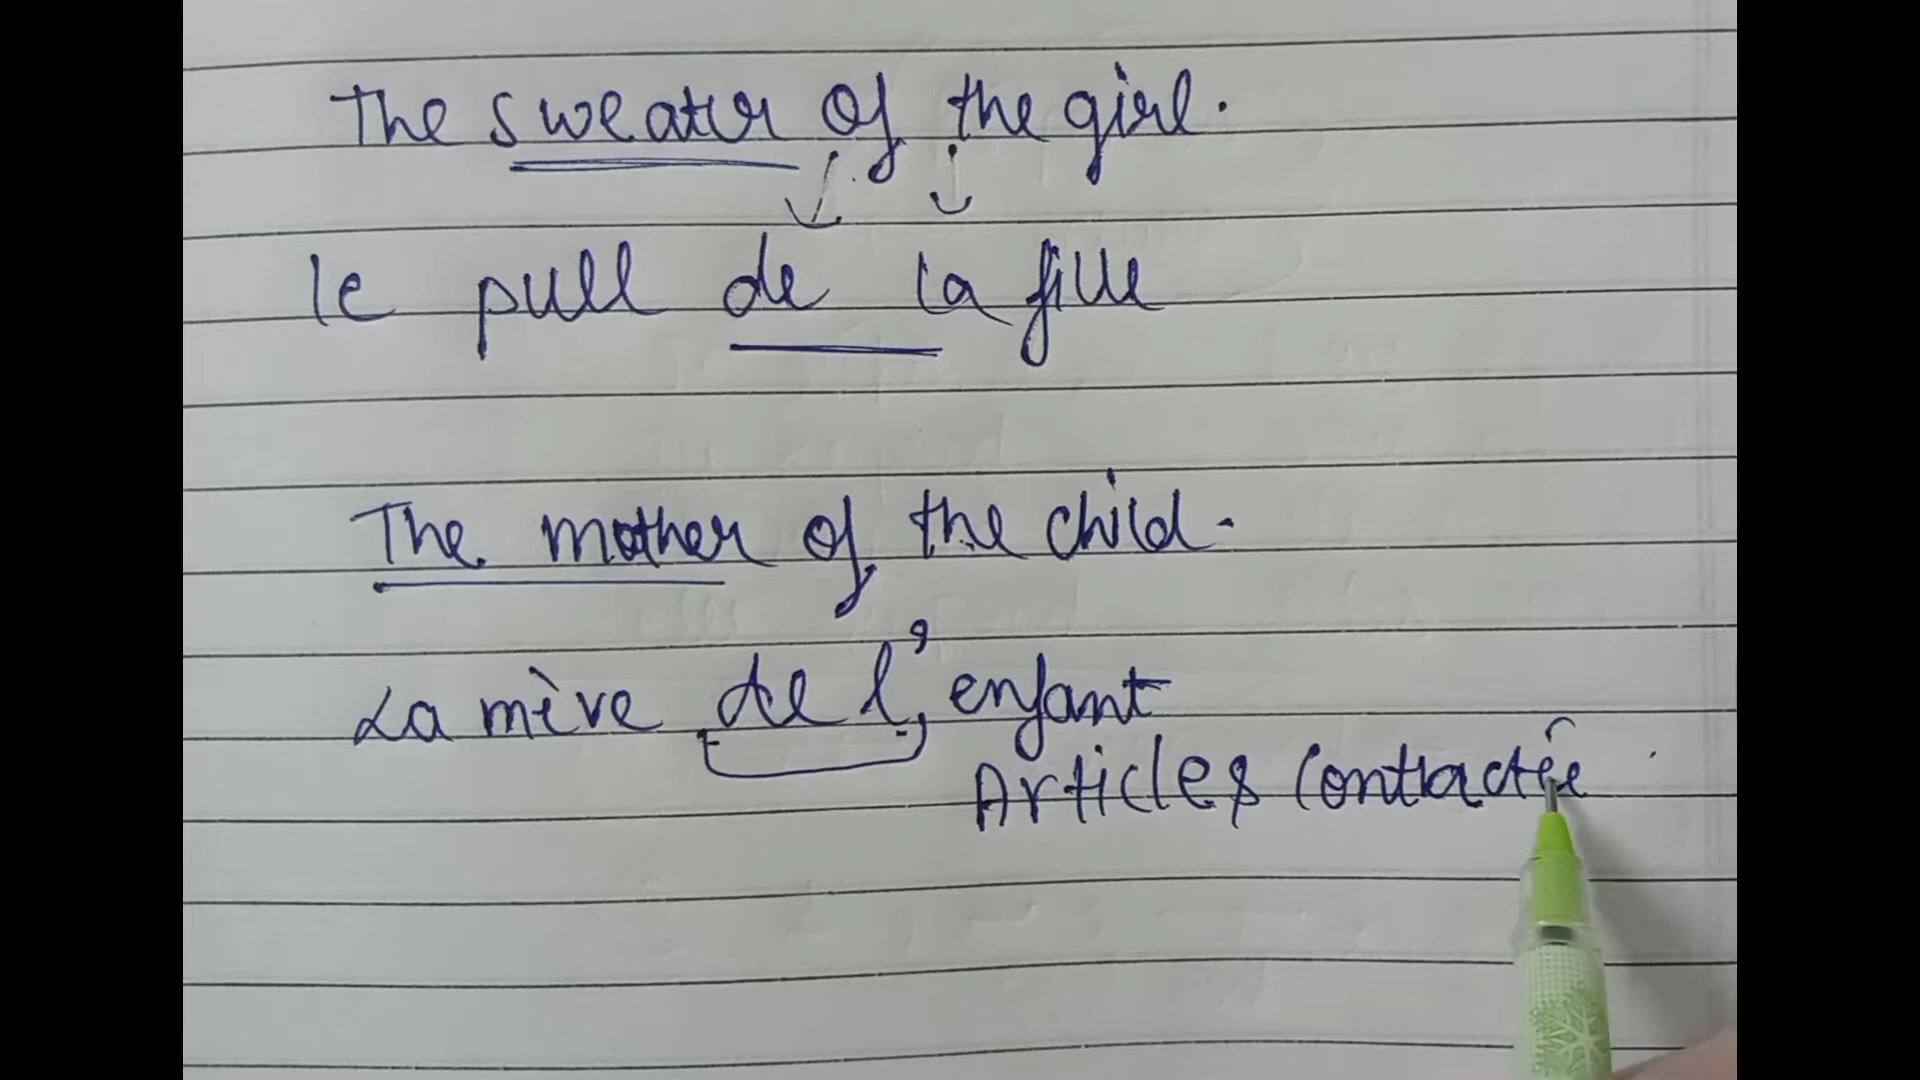 The sweater of the girl.
le pull de la fille
The mother of the child.
La mère de l'enfant
Articles Contractée